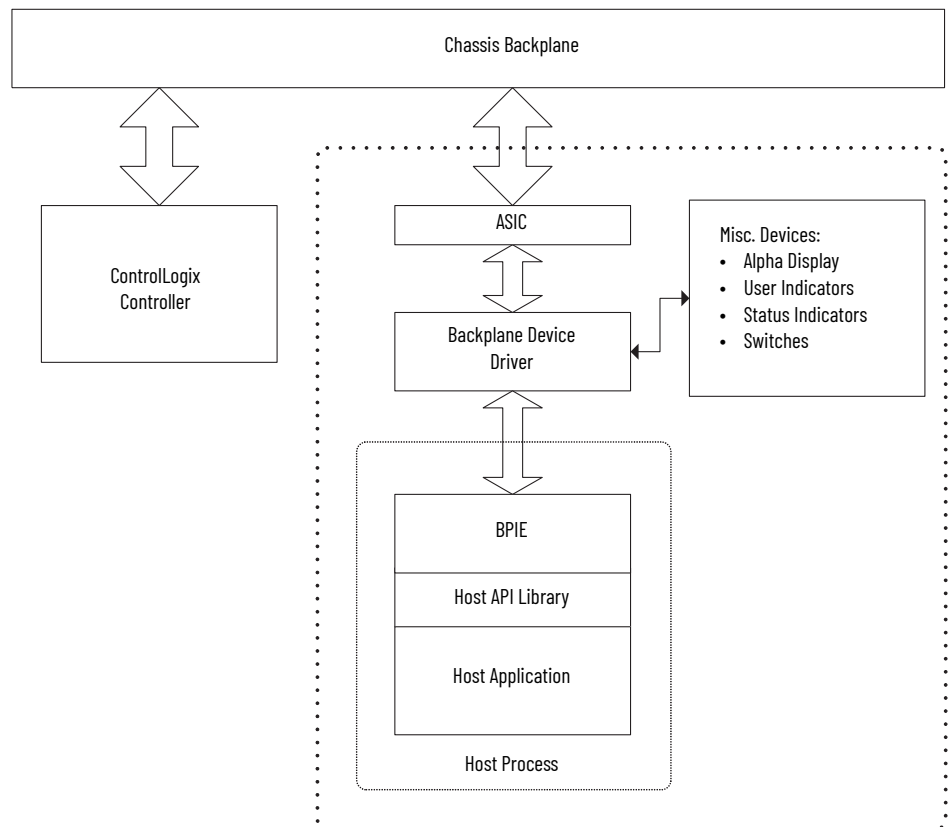 Chassis Backplane
ControlLogix
Controller
ASIC
Misc. Devices:
• Alpha Display
• User Indicators
• Status Indicators
• Switches
Backplane Device
Driver
BPIE
Host API Library
Host Application
Host Process